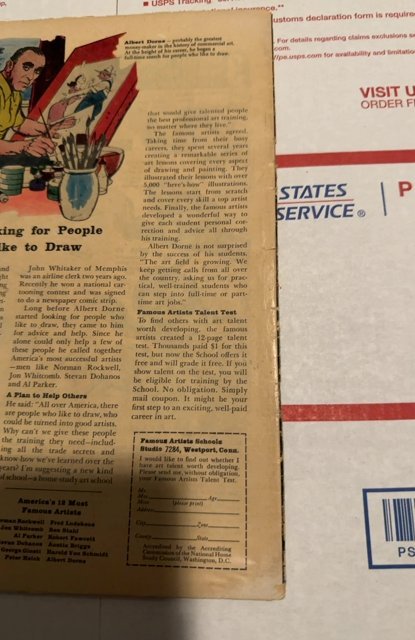 USPS Tracking
insurance.**
customs declaration form is required.
For details regarding claims exclusions
pe.usps.com for availability and limitations
VISIT U
ORDER F
STATES
SERVICE®
P
PS
Albert Dorne — probably the greatest
money-maker in the history of commercial art.
At the height of his career, he began a
full-time search for people who like to draw.
king for People
ke to Draw
John Whitaker of Memphis
was an airline clerk two years ago.
Recently he won a national car-
tooning contest and was signed
to do a newspaper comic strip.
Long before Albert Dorne
started looking for people who
like to draw, they came to him
for advice and help. Since he
alone could help only a few of
these people he called together
America's most successful artists
—men like Norman Rockwell,
Jon Whitcomb, Stevan Dohanos
and Al Parker.
A Plan to Help Others
He said: "All over America, there
are people who like to draw, who
could be turned into good artists.
Why can't we give these people
the training they need—includ-
ing all the trade secrets and
know-how we've learned over the
years? I'm suggesting a new kind
of school—a home study art school
that would give talented people
the best professional art training,
no matter where they live."
The famous artists agreed.
Taking time from their busy
careers, they spent several years
creating a remarkable series of
art lessons covering every aspect
of drawing and painting. They
illustrated their lessons with over
5,000 "here's-how" illustrations.
The lessons start from scratch
and cover every skill a top artist
needs. Finally, the famous artists
developed a wonderful way to
give each student personal cor-
rection and advice all through
his training.
Albert Dorne is not surprised
by the success of his students.
"The art field is growing. We
keep getting calls from all over
the country, asking us for prac-
tical, well-trained students who
can step into full-time or part-
time art jobs."
Famous Artists Talent Test
To find others with art talent
worth developing, the famous
artists created a 12-page talent
test. Thousands paid $1 for this
test, but now the School offers it
free and will grade it free. If you
show talent on the test, you will
be eligible for training by the
School. No obligation. Simply
mail coupon. It might be your
first step to an exciting, well-paid
career in art.
America's 12 Most
Famous Artists
Norman Rockwell Fred Ludekens
Jon Whitcomb Ben Stahl
Al Parker Robert Fawcett
Stevan Dohanos Austin Briggs
George Giusti Harold Von Schmidt
Peter Helck Albert Dorne
Famous Artists Schools
Studio 7284, Westport, Conn.
I would like to find out whether I
have art talent worth developing.
Please send me, without obligation,
your Famous Artists Talent Test.
Mr.
Mrs. Age
Miss (please print)
Address
City Zone
County State
Accredited by the Accrediting
Commission of the National Home
Study Council, Washington, D.C.